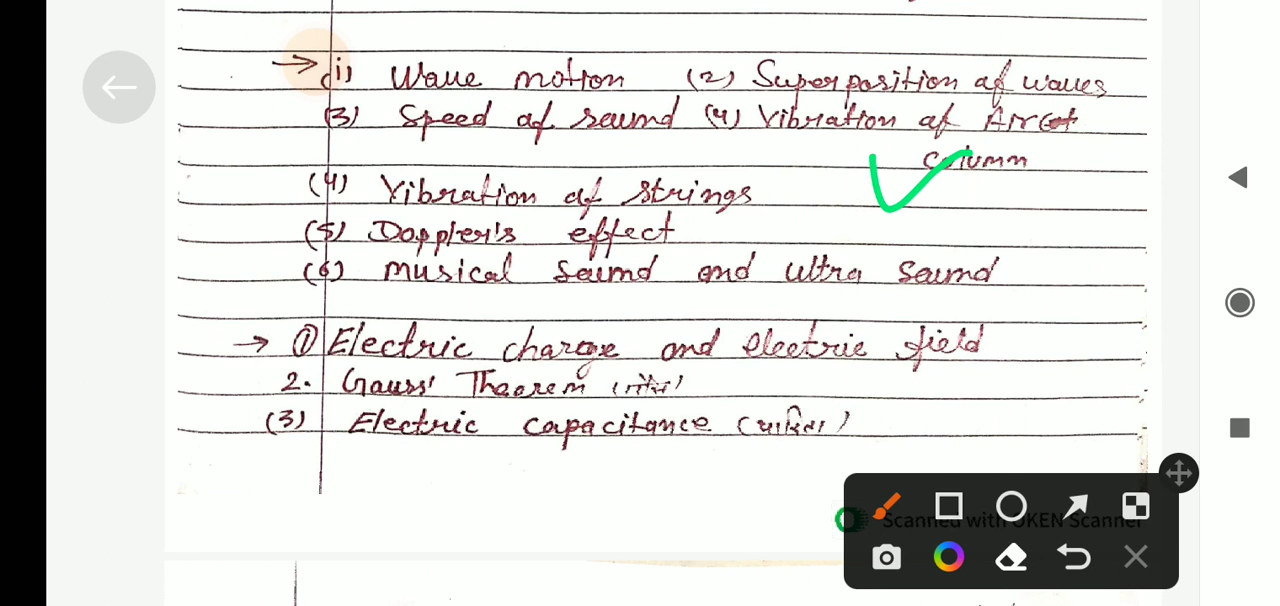 → (i) Wave motion (2) Superposition of waves
(3) Speed of sound (4) Vibration of Air
Column
(4) Vibration of strings
(5) Doppler's effect
(6) musical sound and ultra sound
→ ① Electric charge and electric field
2. Gauss' Theorem
(3) Electric capacitance (धारिता)
Scanned with OKEN Scanner